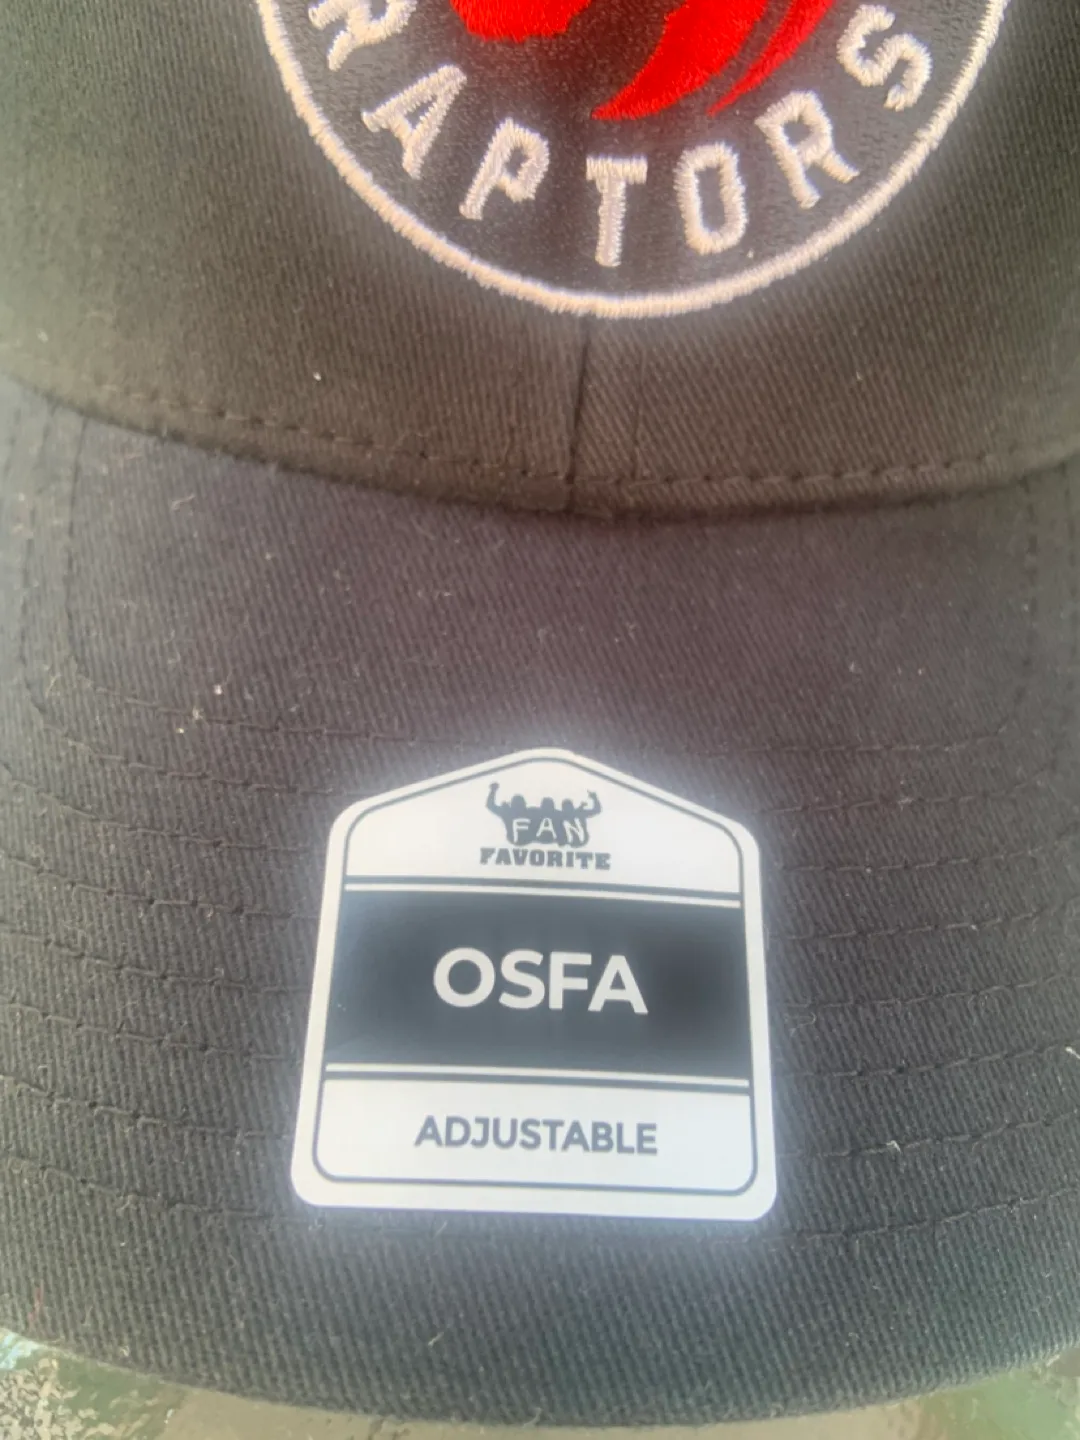 RAPTORS
FAN
FAVORITE
OSFA
ADJUSTABLE